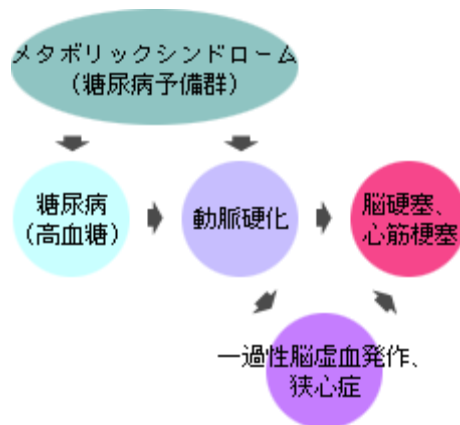 メタボリックシンドローム
（糖尿病予備群）
糖尿病
（高血糖）
動脈硬化
脳硬塞、
心筋梗塞
一過性脳虚血発作、
狭心症